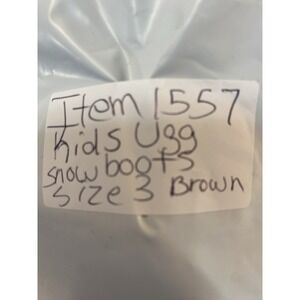 Item 1557
Kids Ugg
snow boots
size 3 Brown